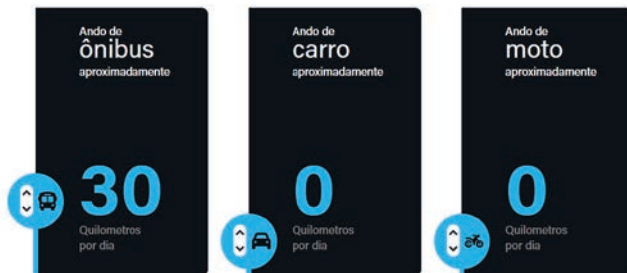 Ando de
ônibus
aproximadamente
30
Quilometros
por dia
Ando de
carro
aproximadamente
0
Quilometros
por dia
Ando de
moto
aproximadamente
0
Quilometros
por dia